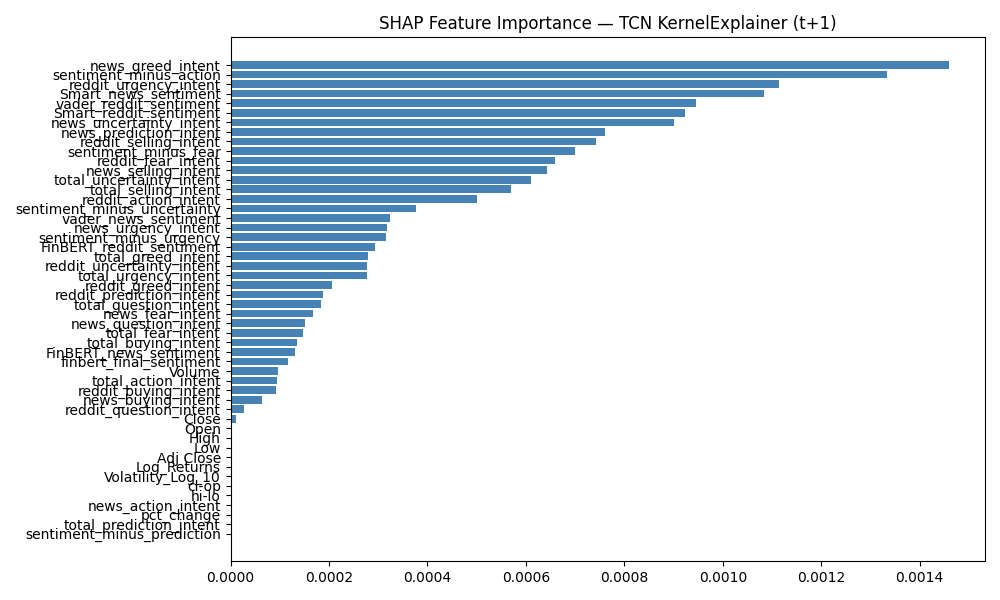 SHAP Feature Importance — TCN KernelExplainer (t+1)
news_greed_intent
sentiment_minus_action
reddit_urgency_intent
Smart_news_sentiment
vader_reddit_sentiment
Smart_reddit_sentiment
news_uncertainty_intent
news_prediction_intent
reddit_selling_intent
sentiment_minus_fear
reddit_fear_intent
news_selling_intent
total_uncertainty_intent
total_selling_intent
reddit_action_intent
sentiment_minus_uncertainty
vader_news_sentiment
news_urgency_intent
sentiment_minus_urgency
FinBERT_reddit_sentiment
total_greed_intent
reddit_uncertainty_intent
total_urgency_intent
reddit_greed_intent
reddit_prediction_intent
total_question_intent
news_fear_intent
news_question_intent
total_fear_intent
total_buying_intent
FinBERT_news_sentiment
finbert_final_sentiment
Volume
total_action_intent
reddit_buying_intent
news_buying_intent
reddit_question_intent
Close
Open
High
Low
Adj Close
Log_Returns
Volatility_Log_10
cl-op
hi-lo
news_action_intent
pct_change
total_prediction_intent
sentiment_minus_prediction
0.0000 0.0002 0.0004 0.0006 0.0008 0.0010 0.0012 0.0014